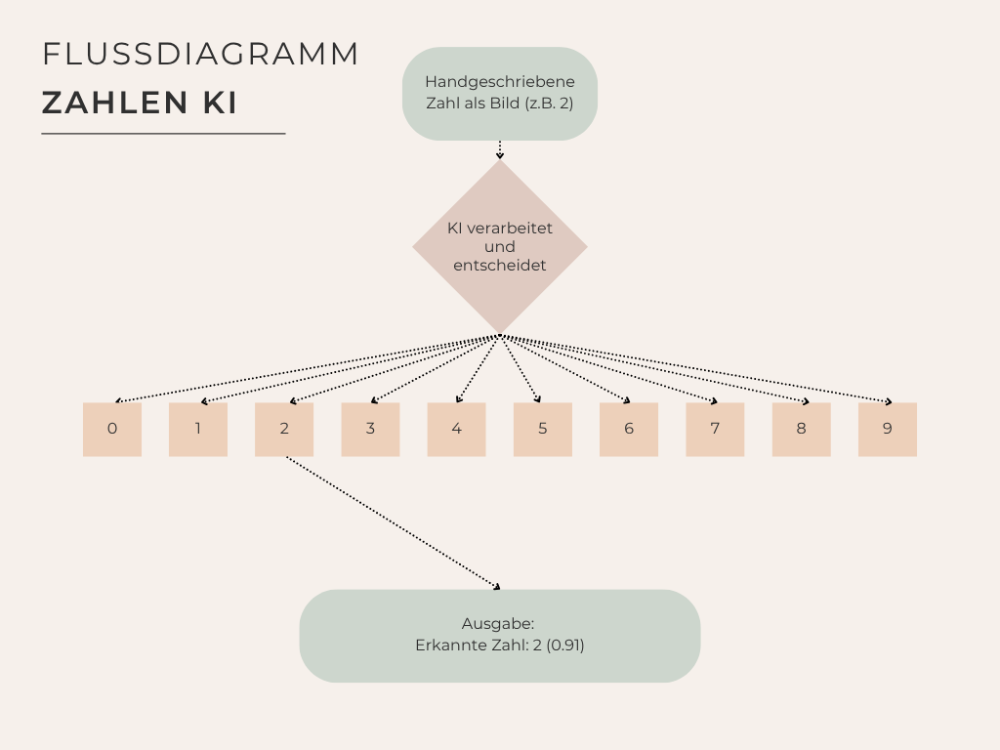 FLUSSDIAGRAMM
ZAHLEN KI
Handgeschriebene
Zahl als Bild (z.B. 2)
KI verarbeitet
und
entscheidet
0 1 2 3 4 5 6 7 8 9
Ausgabe:
Erkannte Zahl: 2 (0.91)